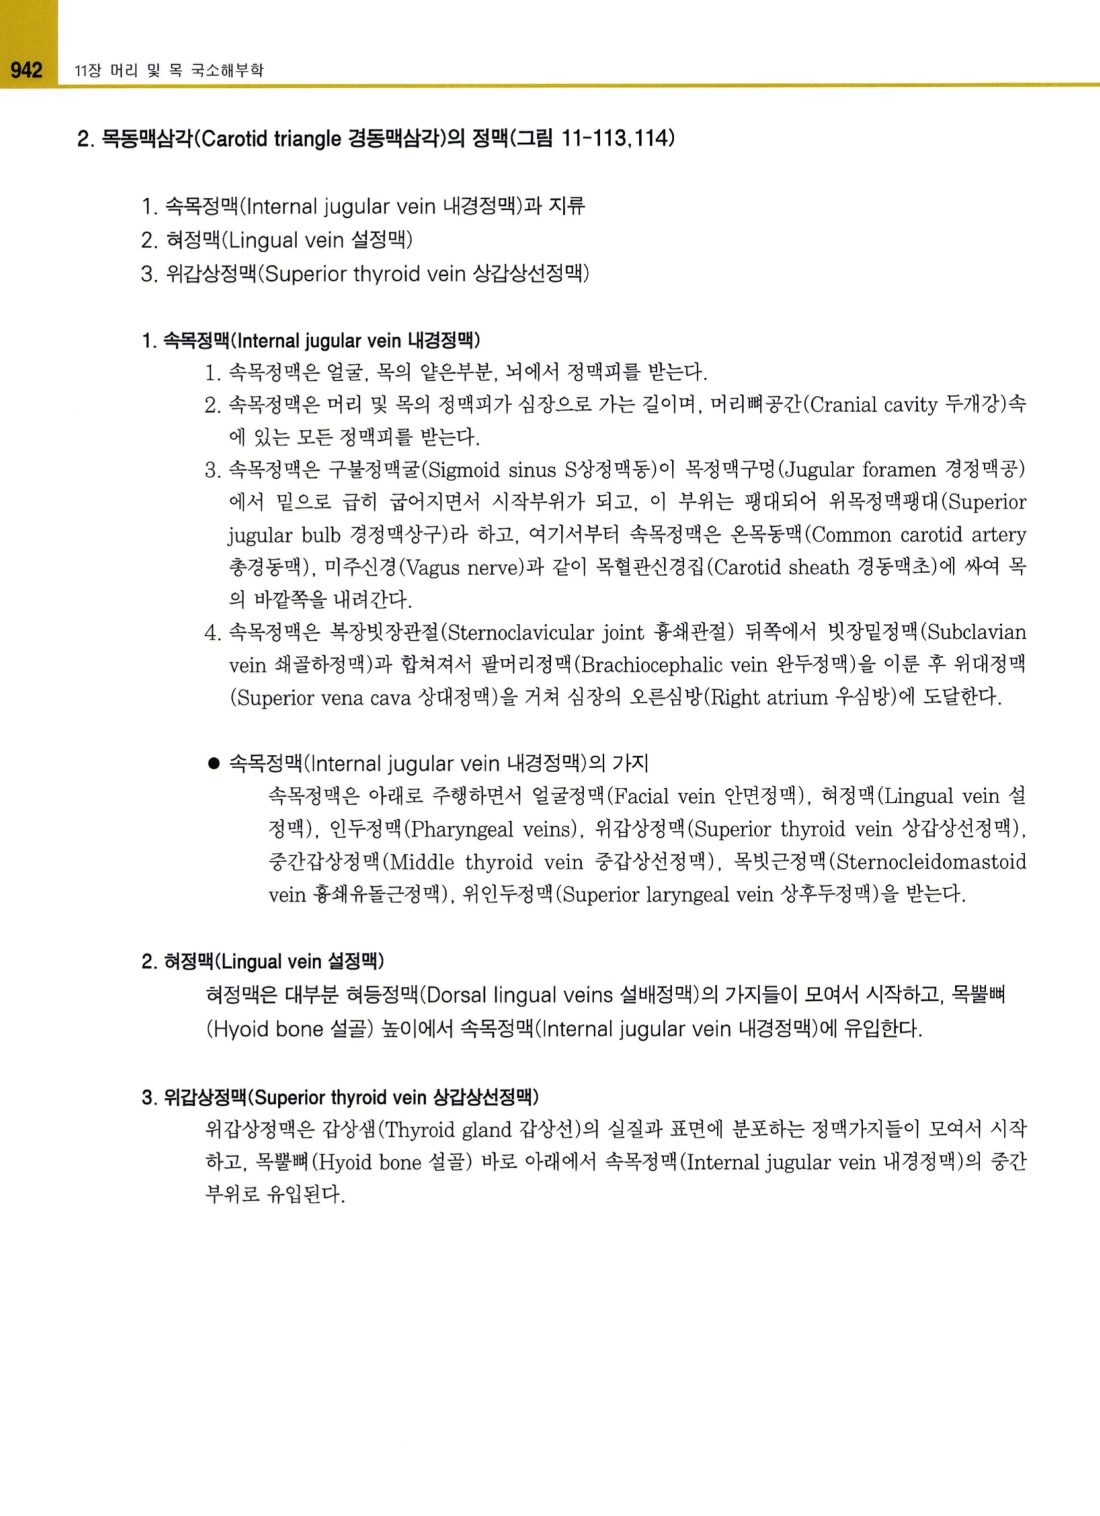 942
11장 머리 및 목 국소해부학
2. 목동맥삼각(Carotid triangle 경동맥삼각)의 정맥(그림 11-113,114)
1. 속목정맥(Internal jugular vein 내경정맥)과 지류
2. 혀정맥(Lingual vein 설정맥)
3. 위갑상정맥(Superior thyroid vein 상갑상선정맥)
1. 속목정맥(Internal jugular vein 내경정맥)
1. 속목정맥은 얼굴, 목의 얕은부분, 뇌에서 정맥피를 받는다.
2. 속목정맥은 머리 및 목의 정맥피가 심장으로 가는 길이며, 머리뼈공간(Cranial cavity 두개강)속
에 있는 모든 정맥피를 받는다.
3. 속목정맥은 구불정맥굴(Sigmoid sinus S상정맥동)이 목정맥구멍(Jugular foramen 경정맥공)
에서 밑으로 급히 굽어지면서 시작부위가 되고, 이 부위는 팽대되어 위목정맥팽대(Superior
jugular bulb 경정맥상구)라 하고, 여기서부터 속목정맥은 온목동맥(Common carotid artery
총경동맥), 미주신경(Vagus nerve)과 같이 목혈관신경집(Carotid sheath 경동맥초)에 싸여 목
의 바깥쪽을 내려간다.
4. 속목정맥은 복장빗장관절(Sternoclavicular joint 흉쇄관절) 뒤쪽에서 빗장밑정맥(Subclavian
vein 쇄골하정맥)과 합쳐져서 팔머리정맥(Brachiocephalic vein 완두정맥)을 이룬 후 위대정맥
(Superior vena cava 상대정맥)을 거쳐 심장의 오른심방(Right atrium 우심방)에 도달한다.
● 속목정맥(Internal jugular vein 내경정맥)의 가지
속목정맥은 아래로 주행하면서 얼굴정맥(Facial vein 안면정맥), 혀정맥(Lingual vein 설
정맥), 인두정맥(Pharyngeal veins), 위갑상정맥(Superior thyroid vein 상갑상선정맥),
중간갑상정맥(Middle thyroid vein 중갑상선정맥), 목빗근정맥(Sternocleidomastoid
vein 흉쇄유돌근정맥), 위인두정맥(Superior laryngeal vein 상후두정맥)을 받는다.
2. 혀정맥(Lingual vein 설정맥)
혀정맥은 대부분 혀등정맥(Dorsal lingual veins 설배정맥)의 가지들이 모여서 시작하고, 목뿔뼈
(Hyoid bone 설골) 높이에서 속목정맥(Internal jugular vein 내경정맥)에 유입한다.
3. 위갑상정맥(Superior thyroid vein 상갑상선정맥)
위갑상정맥은 갑상샘(Thyroid gland 갑상선)의 실질과 표면에 분포하는 정맥가지들이 모여서 시작
하고, 목뿔뼈(Hyoid bone 설골) 바로 아래에서 속목정맥(Internal jugular vein 내경정맥)의 중간
부위로 유입된다.